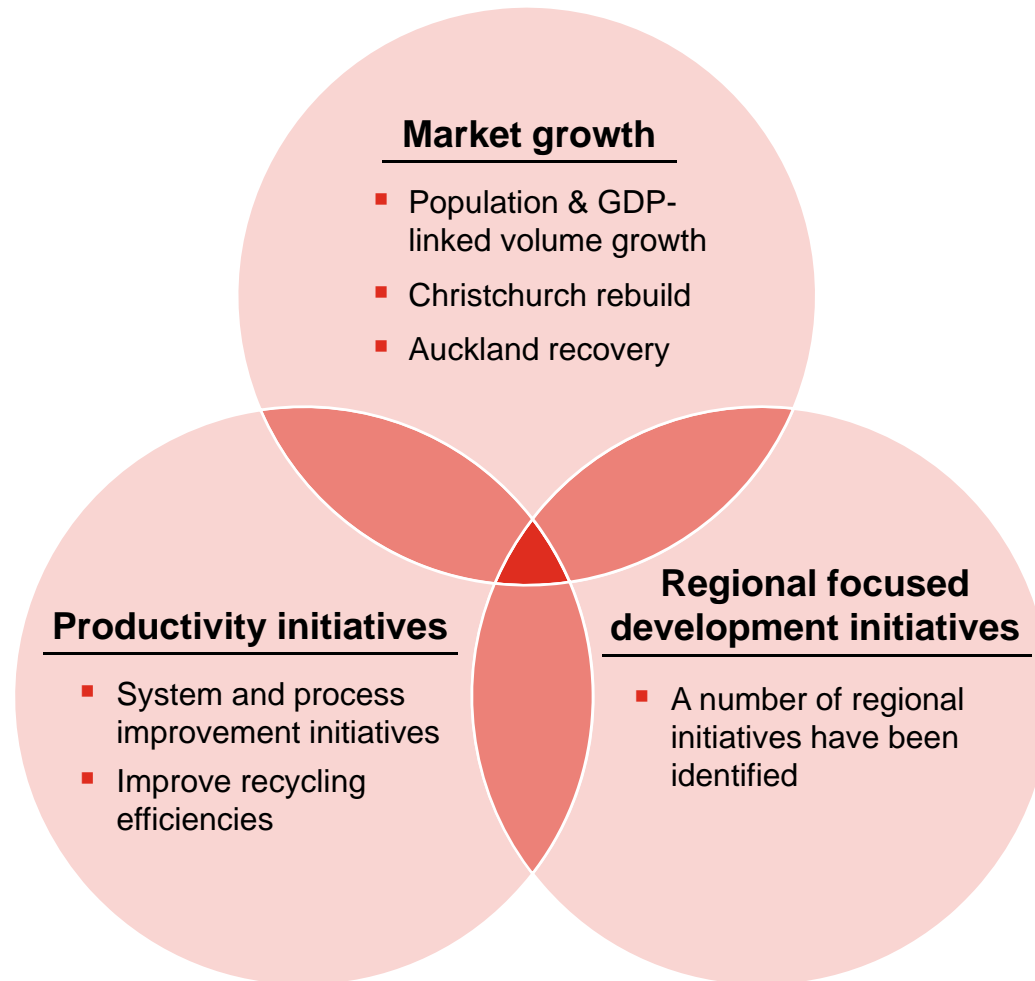 Market growth
▪ Population & GDP-
linked volume growth
▪ Christchurch rebuild
▪ Auckland recovery
Productivity initiatives
▪ System and process
improvement initiatives
▪ Improve recycling
efficiencies
Regional focused
development initiatives
▪ A number of regional
initiatives have been
identified